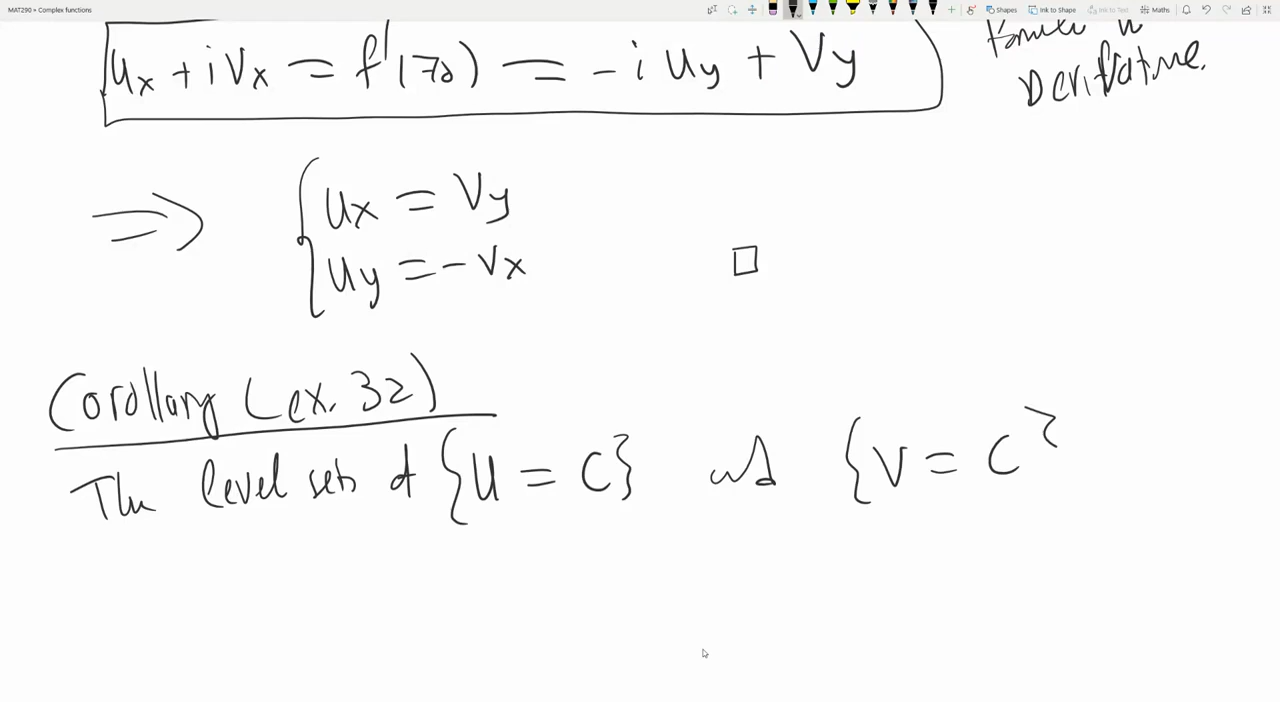 MAT290 • Complex functions
Shapes Ink to Shape Ink to Text Maths
Ux + i Vx = f'(z0) = - i Uy + Vy
Derivative.
⇒ { Ux = Vy
Uy = - Vx □
Corollary (ex. 32)
The level sets of {U = C} and {V = C